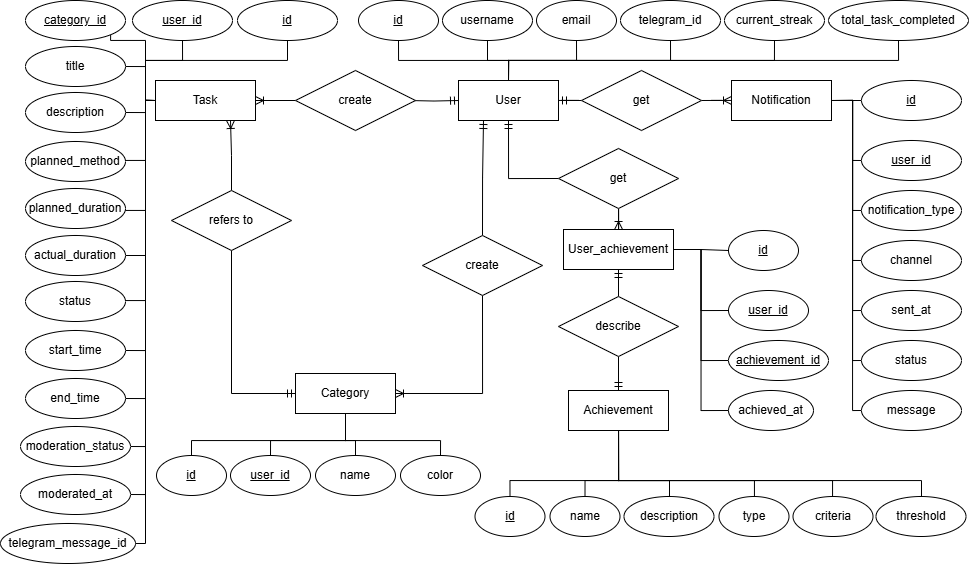 category_id
user_id
id
id
username
email
telegram_id
current_streak
total_task_completed
title
description
planned_method
planned_duration
actual_duration
status
start_time
end_time
moderation_status
moderated_at
telegram_message_id
Task
create
User
get
Notification
id
user_id
notification_type
channel
sent_at
status
message
refers to
create
get
User_achievement
id
user_id
achievement_id
achieved_at
describe
Category
Achievement
id
user_id
name
color
id
name
description
type
criteria
threshold